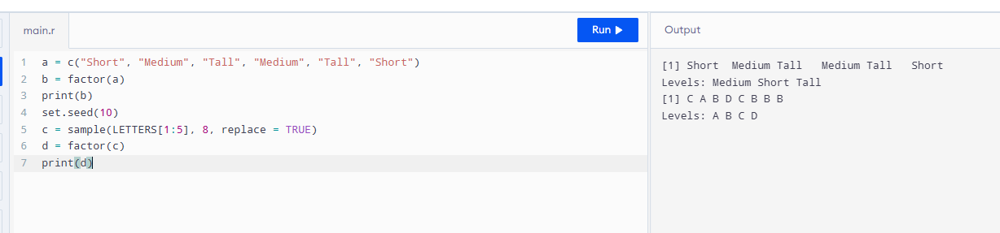 main.r
Run
1 a = c("Short", "Medium", "Tall", "Medium", "Tall", "Short")
2 b = factor(a)
3 print(b)
4 set.seed(10)
5 c = sample(LETTERS[1:5], 8, replace = TRUE)
6 d = factor(c)
7 print(d)
Output
[1] Short  Medium Tall   Medium Tall   Short
Levels: Medium Short Tall
[1] C A B D C B B B
Levels: A B C D